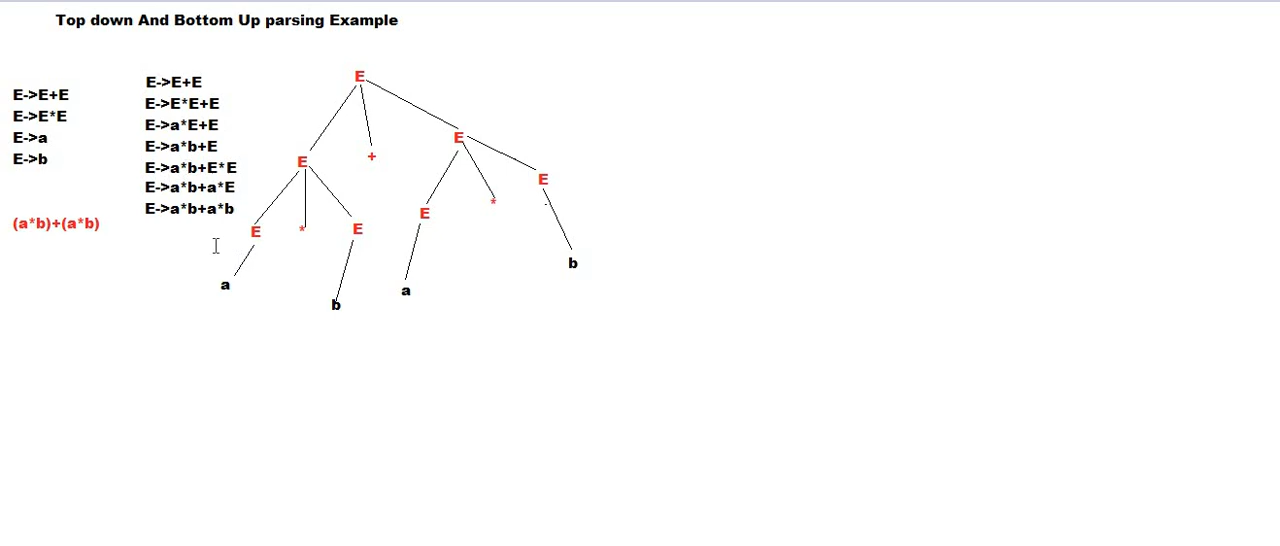 Top down And Bottom Up parsing Example
E->E+E
E->E*E
E->a
E->b
(a*b)+(a*b)
E->E+E
E->E*E+E
E->a*E+E
E->a*b+E
E->a*b+E*E
E->a*b+a*E
E->a*b+a*b
E
E + E
E * E
E * E
a b
a b